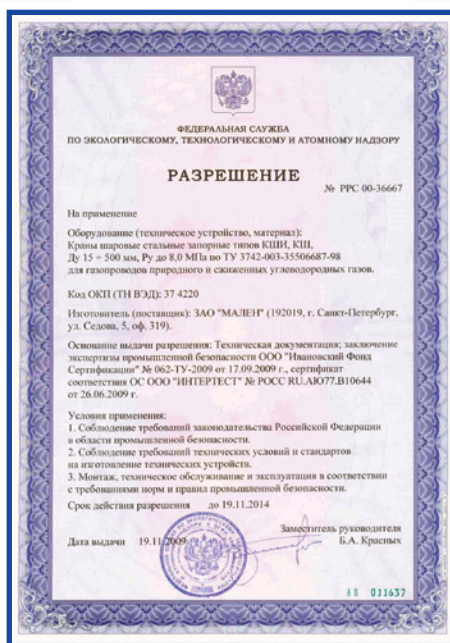 ФЕДЕРАЛЬНАЯ СЛУЖБА
ПО ЭКОЛОГИЧЕСКОМУ, ТЕХНОЛОГИЧЕСКОМУ И АТОМНОМУ НАДЗОРУ
РАЗРЕШЕНИЕ
№ РРС 00-36667
На применение
Оборудование (техническое устройство, материал):
Краны шаровые стальные запорные типов КШИ, КШ,
Ду 15 ÷ 500 мм, Ру до 8,0 МПа по ТУ 3742-003-35506687-98
для газопроводов природного и сжиженных углеводородных газов.
Код ОКП (ТН ВЭД): 37 4220
Изготовитель (поставщик): ЗАО "МАЛЕН" (192019, г. Санкт-Петербург,
ул. Седова, 5, оф. 319).
Основание выдачи разрешения: Техническая документация; заключение
экспертизы промышленной безопасности ООО "Ивановский Фонд
Сертификации" № 062-ТУ-2009 от 17.09.2009 г., сертификат
соответствия ОС ООО "ИНТЕРТЕСТ" № РОСС RU.АЮ77.В10644
от 26.06.2009 г.
Условия применения:
1. Соблюдение требований законодательства Российской Федерации
в области промышленной безопасности.
2. Соблюдение требований технических условий и стандартов
на изготовление технических устройств.
3. Монтаж, техническое обслуживание и эксплуатация в соответствии
с требованиями норм и правил промышленной безопасности.
Срок действия разрешения до 19.11.2014
Заместитель руководителя
Дата выдачи 19.11.2009 Б.А. Красных
АВ 011637